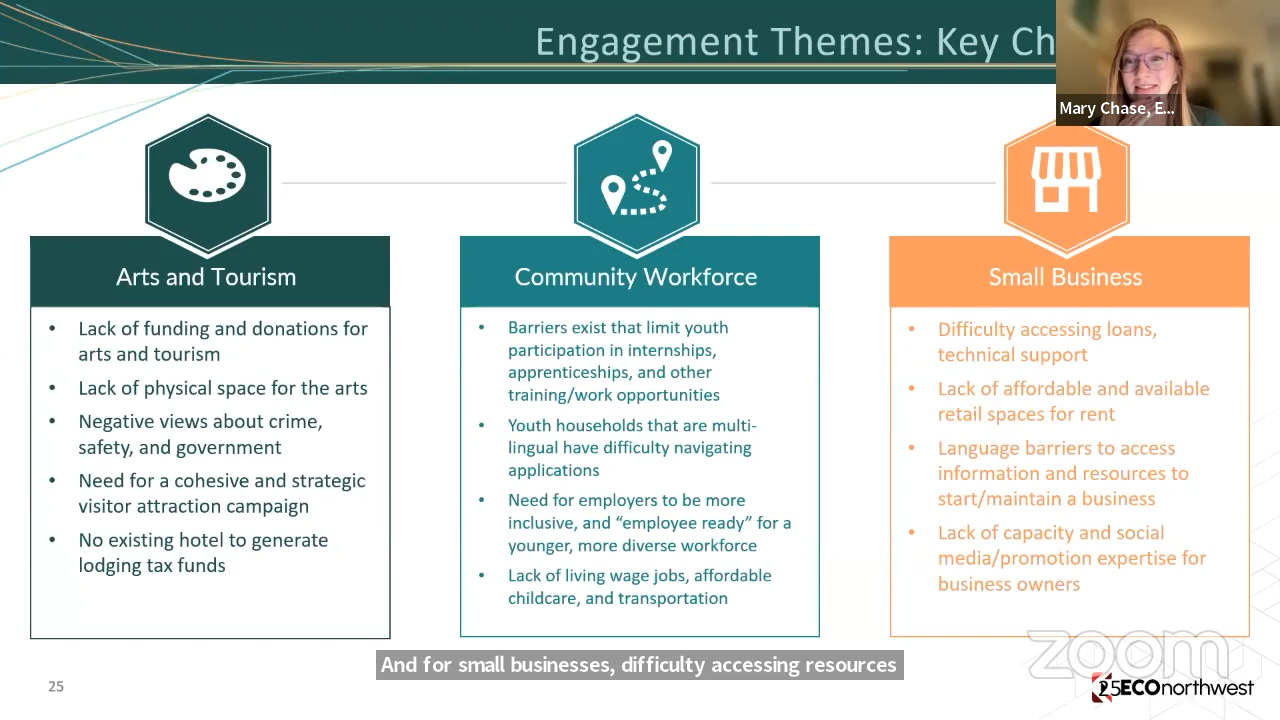 Engagement Themes: Key Ch
Mary Chase, E...
Arts and Tourism
• Lack of funding and donations for
arts and tourism
• Lack of physical space for the arts
• Negative views about crime,
safety, and government
• Need for a cohesive and strategic
visitor attraction campaign
• No existing hotel to generate
lodging tax funds
Community Workforce
• Barriers exist that limit youth
participation in internships,
apprenticeships, and other
training/work opportunities
• Youth households that are multi-
lingual have difficulty navigating
applications
• Need for employers to be more
inclusive, and “employee ready” for a
younger, more diverse workforce
• Lack of living wage jobs, affordable
childcare, and transportation
Small Business
• Difficulty accessing loans,
technical support
• Lack of affordable and available
retail spaces for rent
• Language barriers to access
information and resources to
start/maintain a business
• Lack of capacity and social
media/promotion expertise for
business owners
And for small businesses, difficulty accessing resources
zoom
25
25
ECOnorthwest